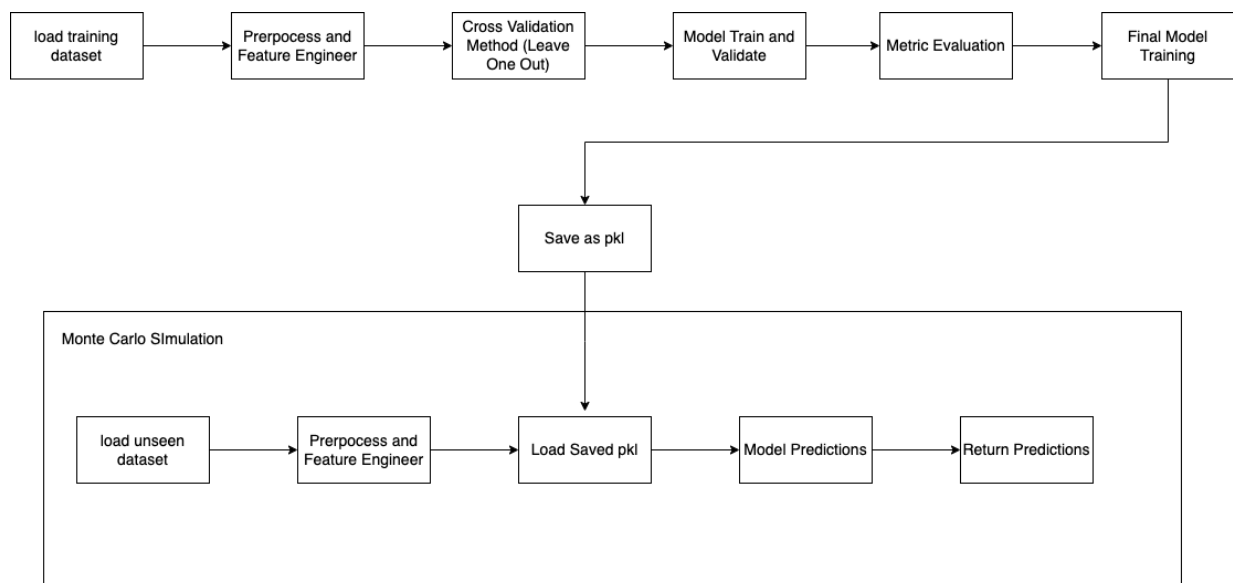 load training
dataset
Prerpocess and
Feature Engineer
Cross Validation
Method (Leave
One Out)
Model Train and
Validate
Metric Evaluation
Final Model
Training
Save as pkl
Monte Carlo SImulation
load unseen
dataset
Prerpocess and
Feature Engineer
Load Saved pkl
Model Predictions
Return Predictions